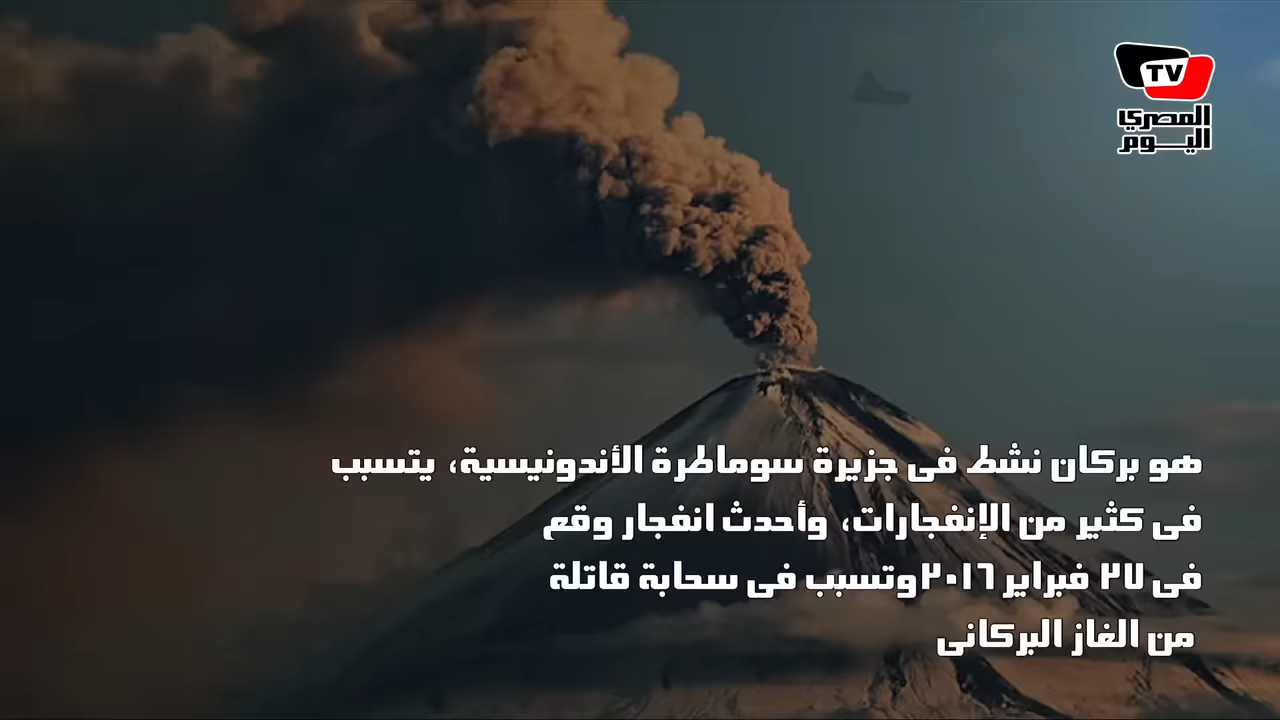 TV
المصري
اليوم
هو بركان نشط فى جزيرة سوماطرة الأندونيسية، يتسبب
فى كثير من الإنفجارات، وأحدث انفجار وقع
فى ٢٧ فبراير ٢٠١٦ وتسبب فى سحابة قاتلة
من الغاز البركانى